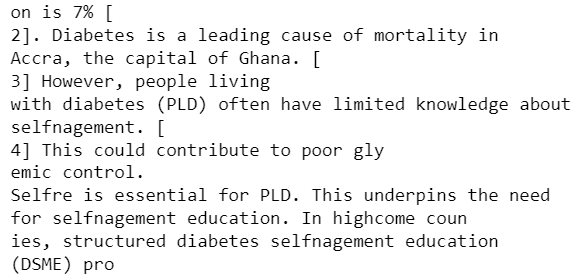 on is 7% [
2]. Diabetes is a leading cause of mortality in
Accra, the capital of Ghana. [
3] However, people living
with diabetes (PLD) often have limited knowledge about
selfnagement. [
4] This could contribute to poor gly
emic control.
Selfre is essential for PLD. This underpins the need
for selfnagement education. In highcome coun
ies, structured diabetes selfnagement education
(DSME) pro